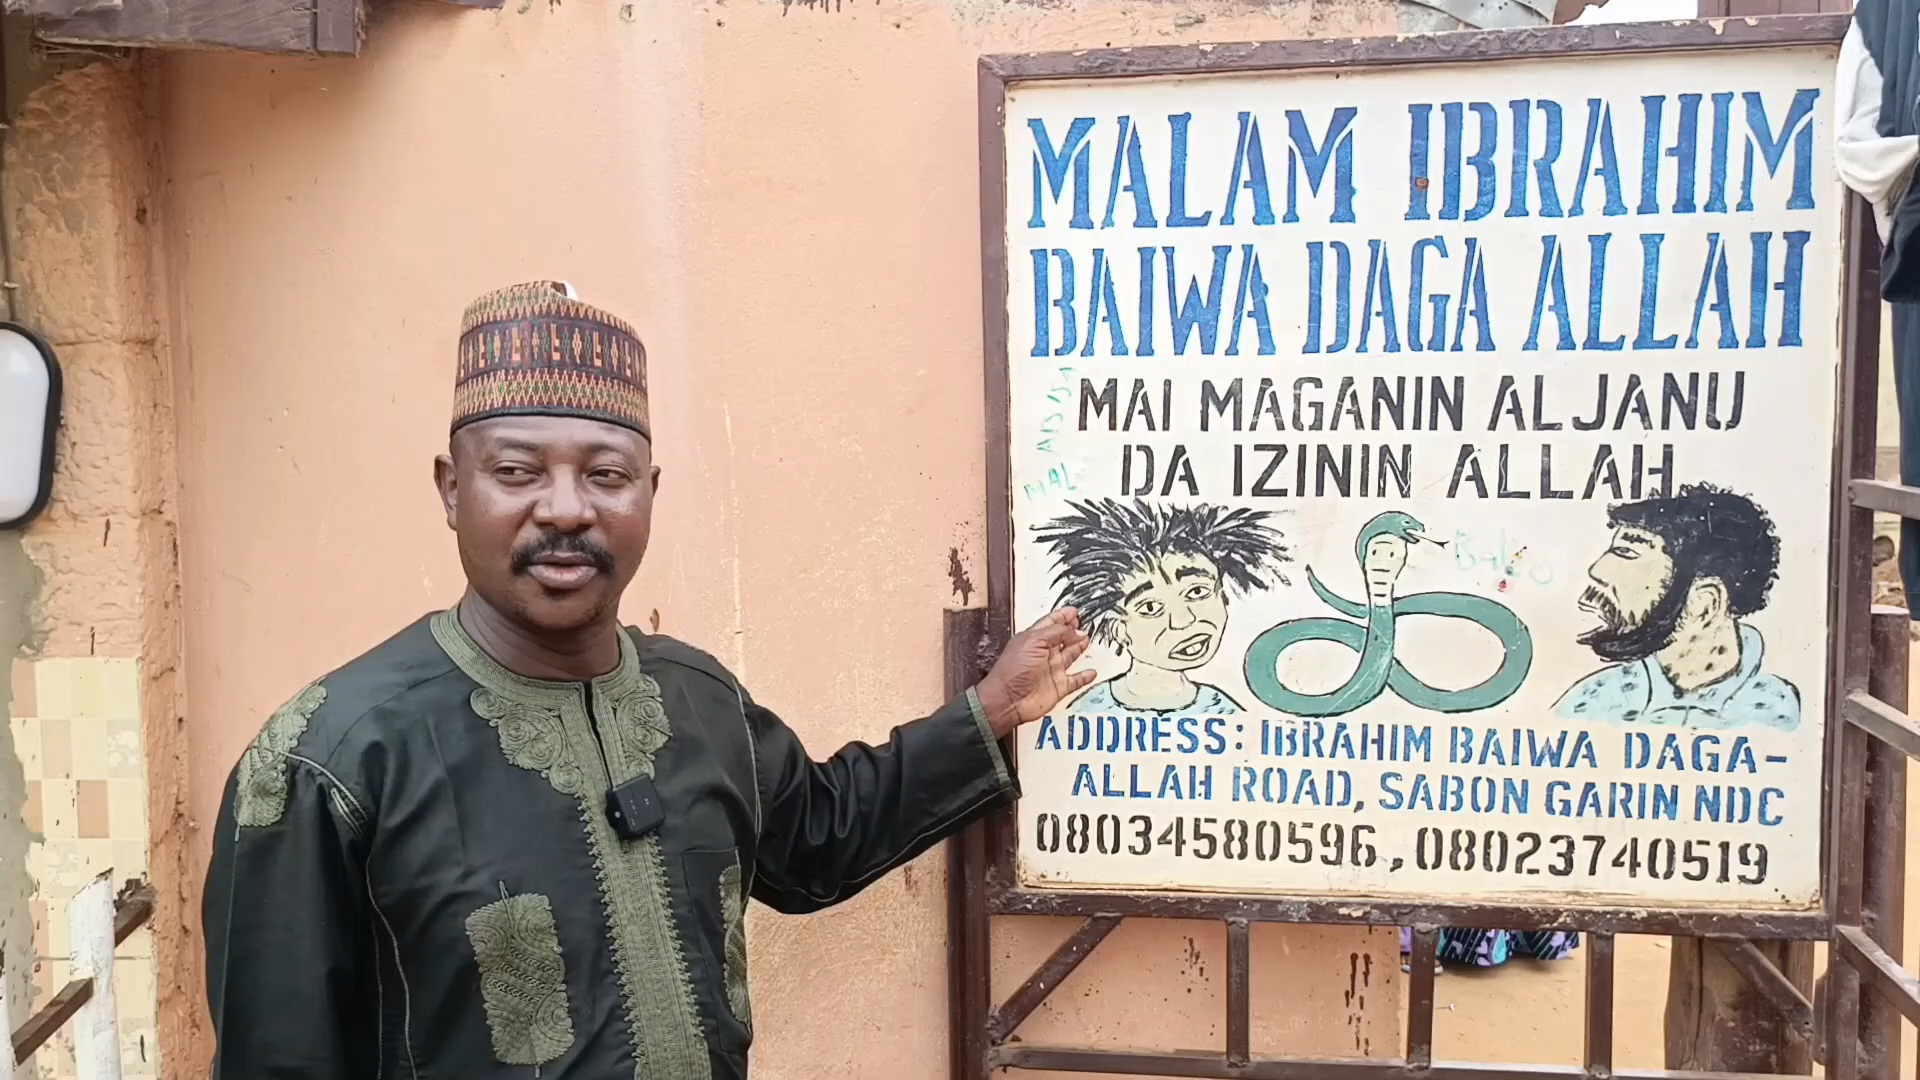 MALAM IBRAHIM
BAIWA DAGA ALLAH
MAI MAGANIN ALJANU
DA IZININ ALLAH
ADDRESS: IBRAHIM BAIWA DAGA-
ALLAH ROAD, SABON GARIN NDC
08034580596, 08023740519